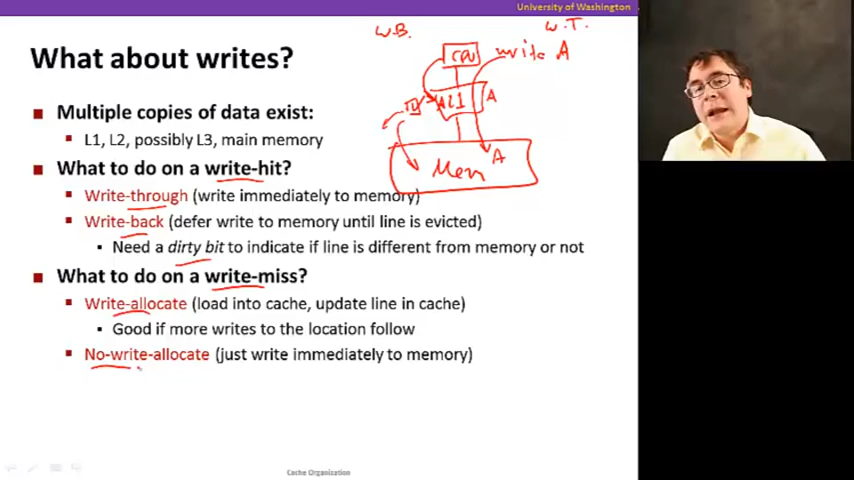 University of Washington
W.B.
W.T.
What about writes?
CPU
write A
L1
A
Mem
A
Multiple copies of data exist:
L1, L2, possibly L3, main memory
What to do on a write-hit?
Write-through (write immediately to memory)
Write-back (defer write to memory until line is evicted)
Need a dirty bit to indicate if line is different from memory or not
What to do on a write-miss?
Write-allocate (load into cache, update line in cache)
Good if more writes to the location follow
No-write-allocate (just write immediately to memory)
Cache Organization